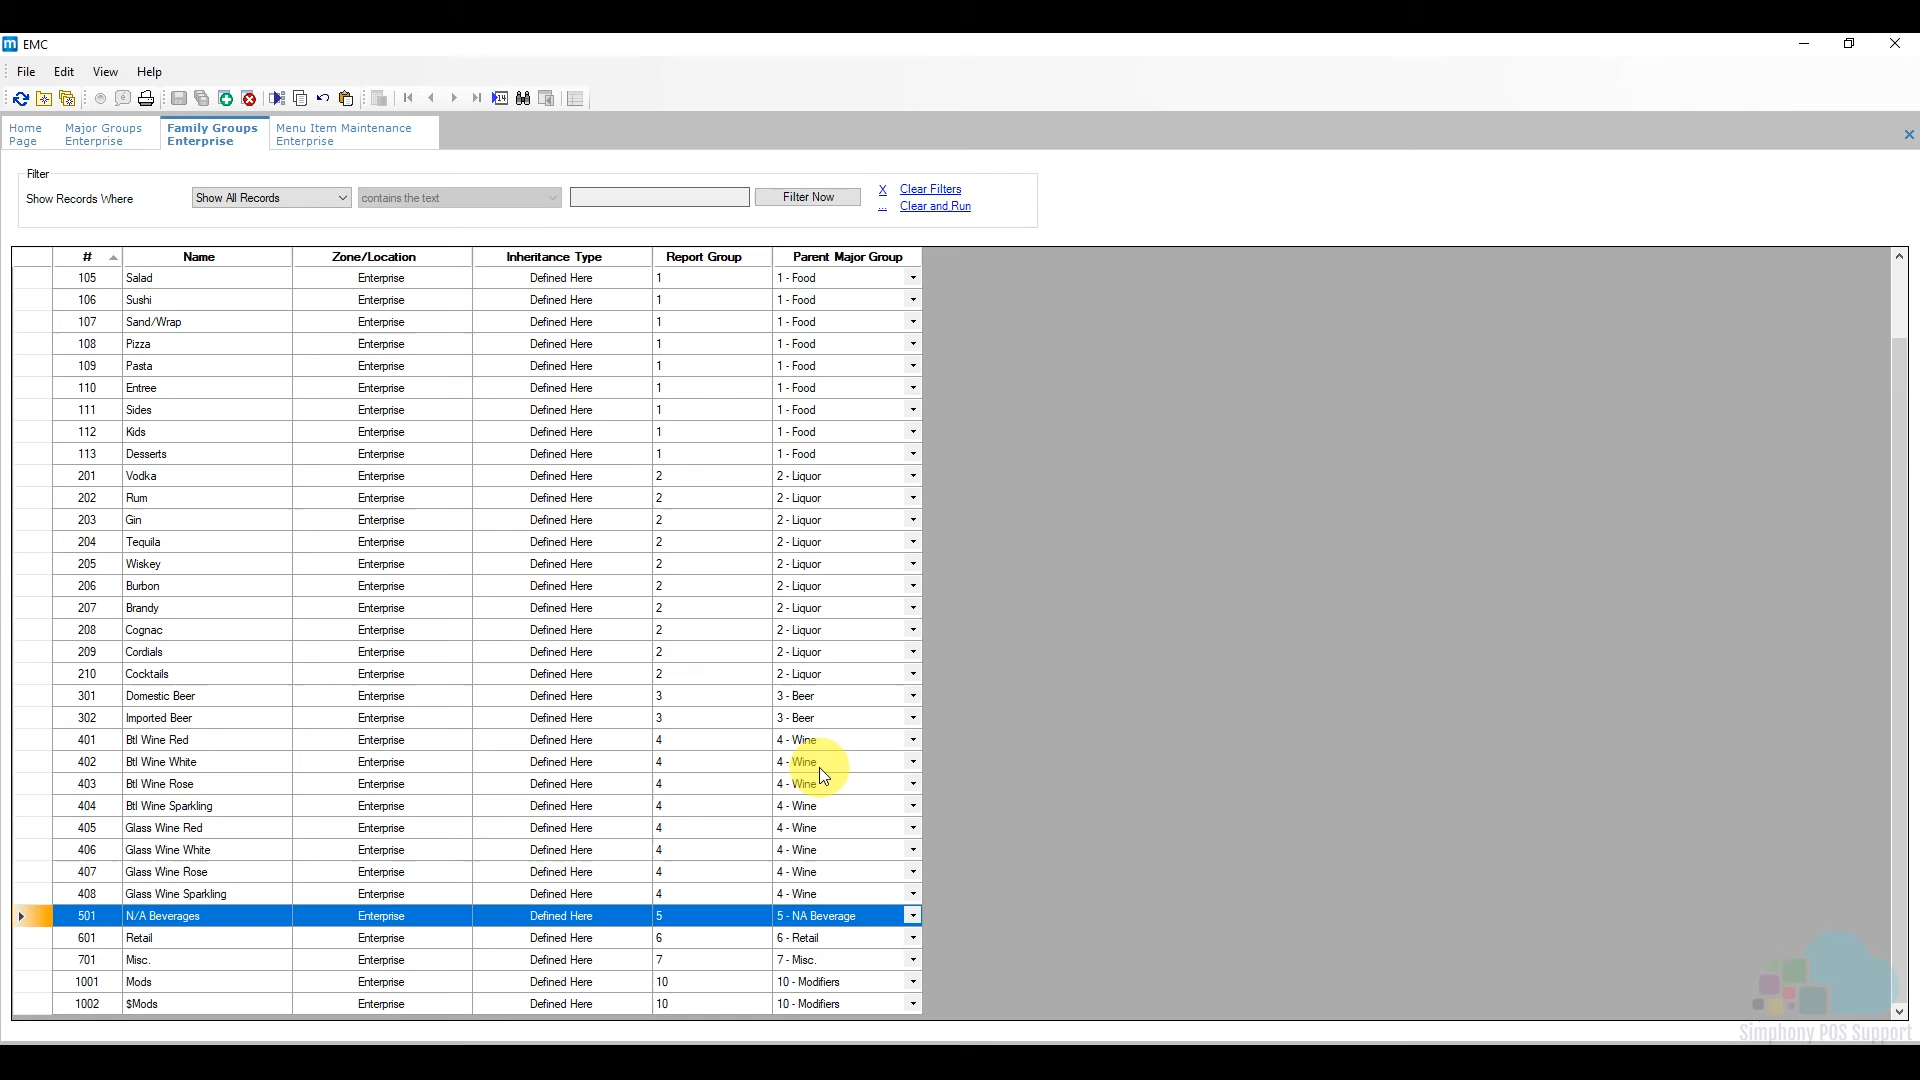 m EMC
File Edit View Help
Home Page
Major Groups Enterprise
Family Groups Enterprise
Menu Item Maintenance Enterprise
Filter
Show Records Where Show All Records contains the text Filter Now X Clear Filters
... Clear and Run
# Name Zone/Location Inheritance Type Report Group Parent Major Group
105 Salad Enterprise Defined Here 1 1 - Food
106 Sushi Enterprise Defined Here 1 1 - Food
107 Sand/Wrap Enterprise Defined Here 1 1 - Food
108 Pizza Enterprise Defined Here 1 1 - Food
109 Pasta Enterprise Defined Here 1 1 - Food
110 Entree Enterprise Defined Here 1 1 - Food
111 Sides Enterprise Defined Here 1 1 - Food
112 Kids Enterprise Defined Here 1 1 - Food
113 Desserts Enterprise Defined Here 1 1 - Food
201 Vodka Enterprise Defined Here 2 2 - Liquor
202 Rum Enterprise Defined Here 2 2 - Liquor
203 Gin Enterprise Defined Here 2 2 - Liquor
204 Tequila Enterprise Defined Here 2 2 - Liquor
205 Wiskey Enterprise Defined Here 2 2 - Liquor
206 Burbon Enterprise Defined Here 2 2 - Liquor
207 Brandy Enterprise Defined Here 2 2 - Liquor
208 Cognac Enterprise Defined Here 2 2 - Liquor
209 Cordials Enterprise Defined Here 2 2 - Liquor
210 Cocktails Enterprise Defined Here 2 2 - Liquor
301 Domestic Beer Enterprise Defined Here 3 3 - Beer
302 Imported Beer Enterprise Defined Here 3 3 - Beer
401 Btl Wine Red Enterprise Defined Here 4 4 - Wine
402 Btl Wine White Enterprise Defined Here 4 4 - Wine
403 Btl Wine Rose Enterprise Defined Here 4 4 - Wine
404 Btl Wine Sparkling Enterprise Defined Here 4 4 - Wine
405 Glass Wine Red Enterprise Defined Here 4 4 - Wine
406 Glass Wine White Enterprise Defined Here 4 4 - Wine
407 Glass Wine Rose Enterprise Defined Here 4 4 - Wine
408 Glass Wine Sparkling Enterprise Defined Here 4 4 - Wine
501 N/A Beverages Enterprise Defined Here 5 5 - NA Beverage
601 Retail Enterprise Defined Here 6 6 - Retail
701 Misc. Enterprise Defined Here 7 7 - Misc.
1001 Mods Enterprise Defined Here 10 10 - Modifiers
1002 $Mods Enterprise Defined Here 10 10 - Modifiers
Simphony POS Support